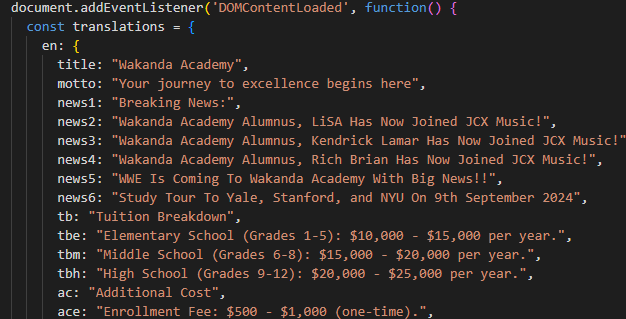 document.addEventListener('DOMContentLoaded', function() {
const translations = {
en: {
title: "Wakanda Academy",
motto: "Your journey to excellence begins here",
news1: "Breaking News:",
news2: "Wakanda Academy Alumnus, LiSA Has Now Joined JCX Music!",
news3: "Wakanda Academy Alumnus, Kendrick Lamar Has Now Joined JCX Music!"
news4: "Wakanda Academy Alumnus, Rich Brian Has Now Joined JCX Music!",
news5: "WWE Is Coming To Wakanda Academy With Big News!!",
news6: "Study Tour To Yale, Stanford, and NYU On 9th September 2024",
tb: "Tuition Breakdown",
tbe: "Elementary School (Grades 1-5): $10,000 - $15,000 per year.",
tbm: "Middle School (Grades 6-8): $15,000 - $20,000 per year.",
tbh: "High School (Grades 9-12): $20,000 - $25,000 per year.",
ac: "Additional Cost",
ace: "Enrollment Fee: $500 - $1,000 (one-time).",